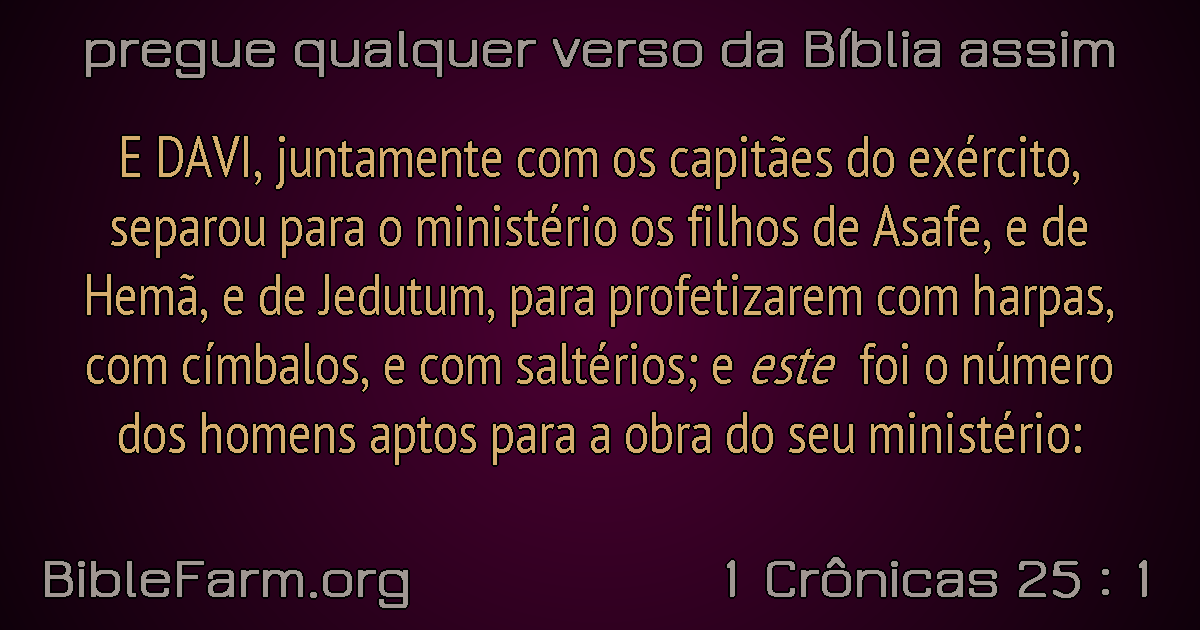 pregue qualquer verso da Bíblia assim
E DAVI, juntamente com os capitães do exército,
separou para o ministério os filhos de Asafe, e de
Hemã, e de Jedutum, para profetizarem com harpas,
com címbalos, e com saltérios; e este foi o número
dos homens aptos para a obra do seu ministério:
BibleFarm.org
1 Crônicas 25 : 1